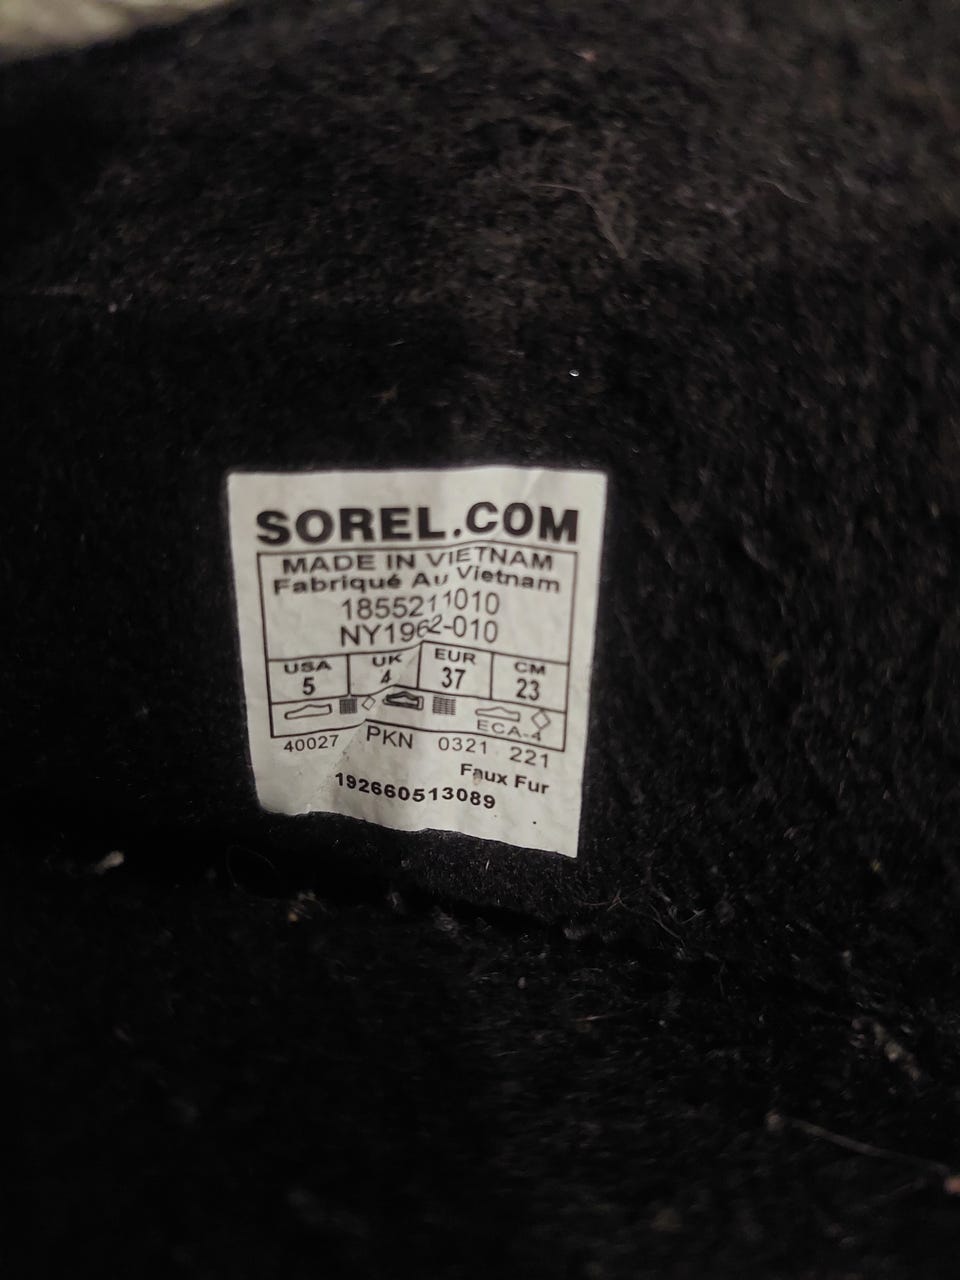 SOREL.COM
MADE IN VIETNAM
Fabriqué Au Vietnam
1855211010
NY1962-010
USA UK EUR CM
5 4 37 23
ECA-4
40027 PKN 0321 221
Faux Fur
192660513089